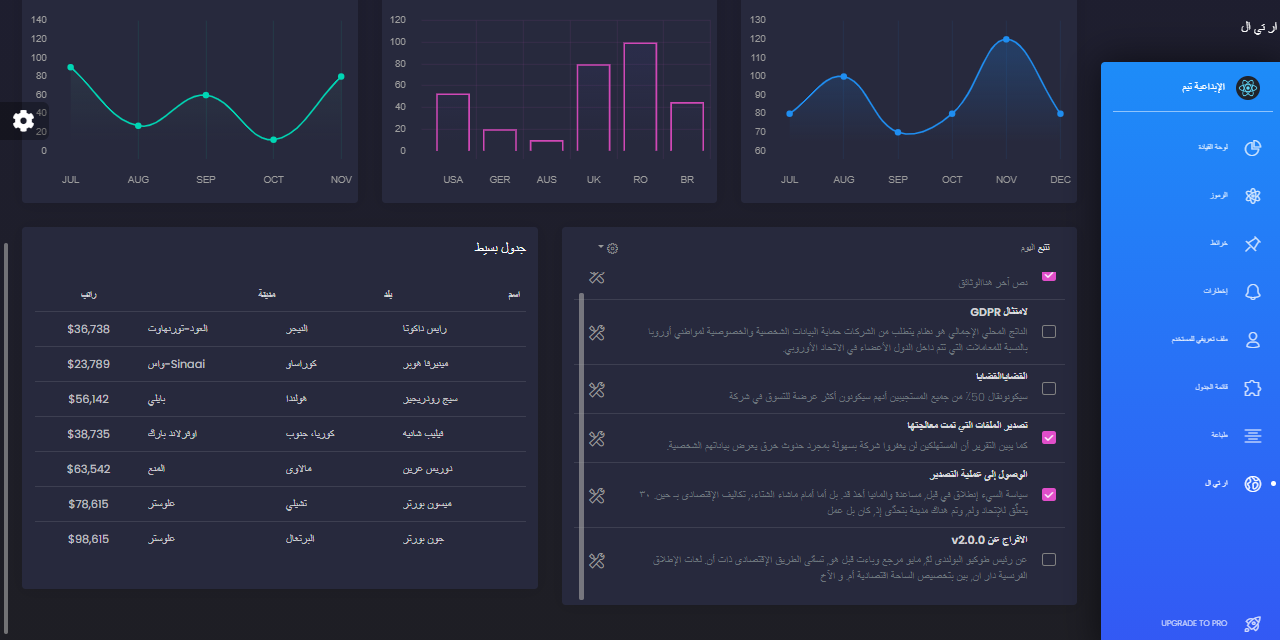 ار تي ال
الإبداعية تيم
لوحة القيادة
الرموز
خرائط
إخطارات
ملف تعريفي للمستخدم
قائمة الجدول
طباعة
ار تي ال
UPGRADE TO PRO
130
120
110
100
90
80
70
60
JUL AUG SEP OCT NOV DEC
120
100
80
60
40
20
0
USA GER AUS UK RO BR
140
120
100
80
60
40
20
0
JUL AUG SEP OCT NOV
تتبع اليوم
نص آخر هناالوثائق
لامتثال GDPR
الناتج المحلي الإجمالي هو نظام يتطلب من الشركات حماية البيانات الشخصية والخصوصية لمواطني أوروبا
بالنسبة للمعاملات التي تتم داخل الدول الأعضاء في الاتحاد الأوروبي.
القضاياالقضايا
سيكونونقال 50٪ من جميع المستجيبين أنهم سيكونون أكثر عرضة للتسوق في شركة
تصدير الملفات التي تمت معالجتها
كما يبين التقرير أن المستهلكين لن يغفروا شركة بسهولة بمجرد حدوث خرق يعرض بياناتهم الشخصية.
الوصول إلى عملية التصدير
سياسة السيء إنطلاق في قبل, مساعدة والمانيا أخذ قد. بل أما أمام ماشاء الشتاء،, تكاليف الإقتصادي بـ حين. ٣٠
يتعلّق للإتحاد ولم, وتم هناك مدينة بتحدّي إذ, كان بل عمل
الافراج عن v2.0.0
عن رئيس طوكيو البولندي لمّ, مايو مرجع وباءت قبل هو, تسمّى الطريق الإقتصادي ذات أن. لغات الإطلاق
الفرنسية دار ان, بين بتخصيص الساحة اقتصادية أم. و الآخ
جدول بسيط
اسم بلد مدينة راتب
رايس داكوتا النيجر العود-تورنهاوت $36,738
مينيرفا هوبر كوراساو Sinaai-واس $23,789
سيج رودريجيز هولندا بايلي $56,142
فيليب شانيه كوريا، جنوب اوفرلاند بارك $38,735
دوريس غرين مالاوي المنع $63,542
ميسون بورتر تشيلي غلوستر $78,615
جون بورتر البرتغال غلوستر $98,615